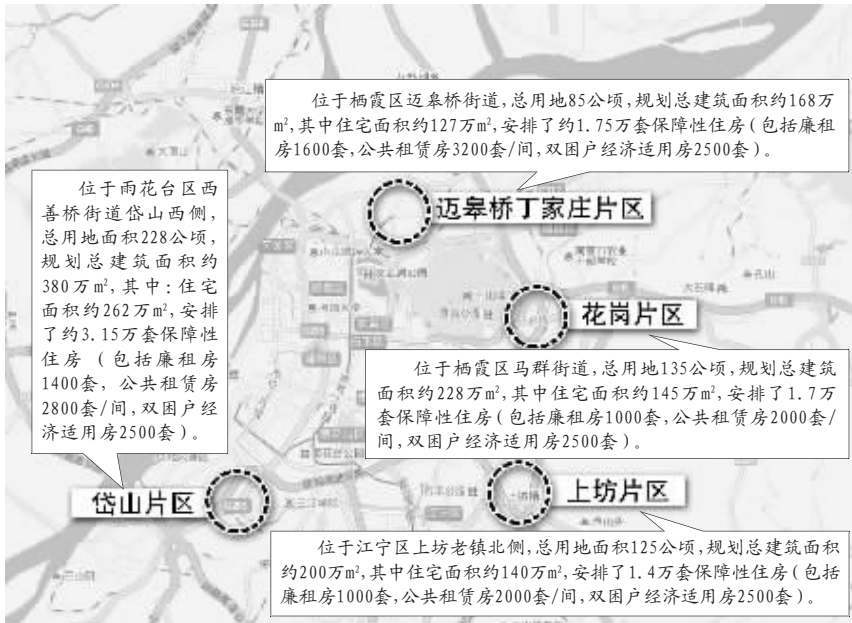 位于栖霞区迈皋桥街道,总用地85公顷,规划总建筑面积约168万
m²,其中住宅面积约127万m²,安排了约1.75万套保障性住房(包括廉租
房1600套,公共租赁房3200套/间,双困户经济适用房2500套)。
迈皋桥丁家庄片区
位于雨花台区西
善桥街道岱山西侧,
总用地面积228公顷,
规划总建筑面积约
380万m²,其中:住宅
面积约262万m²,安排
了约3.15万套保障性
住房(包括廉租房
1400套,公共租赁房
2800套/间,双困户经
济适用房2500套)。
花岗片区
位于栖霞区马群街道,总用地135公顷,规划总建筑
面积约228万m²,其中住宅面积约145万m²,安排了1.7万
套保障性住房(包括廉租房1000套,公共租赁房2000套/
间,双困户经济适用房2500套)。
岱山片区
上坊片区
位于江宁区上坊老镇北侧,总用地面积125公顷,规划总建筑面积
约200万m²,其中住宅面积约140万m²,安排了1.4万套保障性住房(包括
廉租房1000套,公共租赁房2000套/间,双困户经济适用房2500套)。